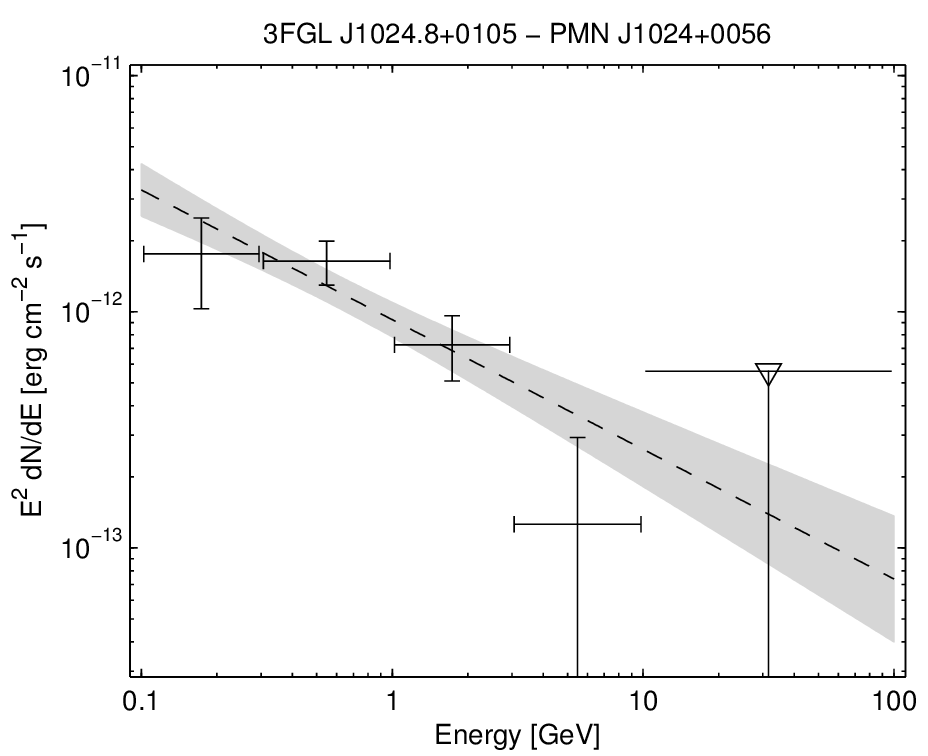 3FGL J1024.8+0105 − PMN J1024+0056
10⁻¹¹
10⁻¹²
10⁻¹³
E² dN/dE [erg cm⁻² s⁻¹]
0.1 1 10 100
Energy [GeV]